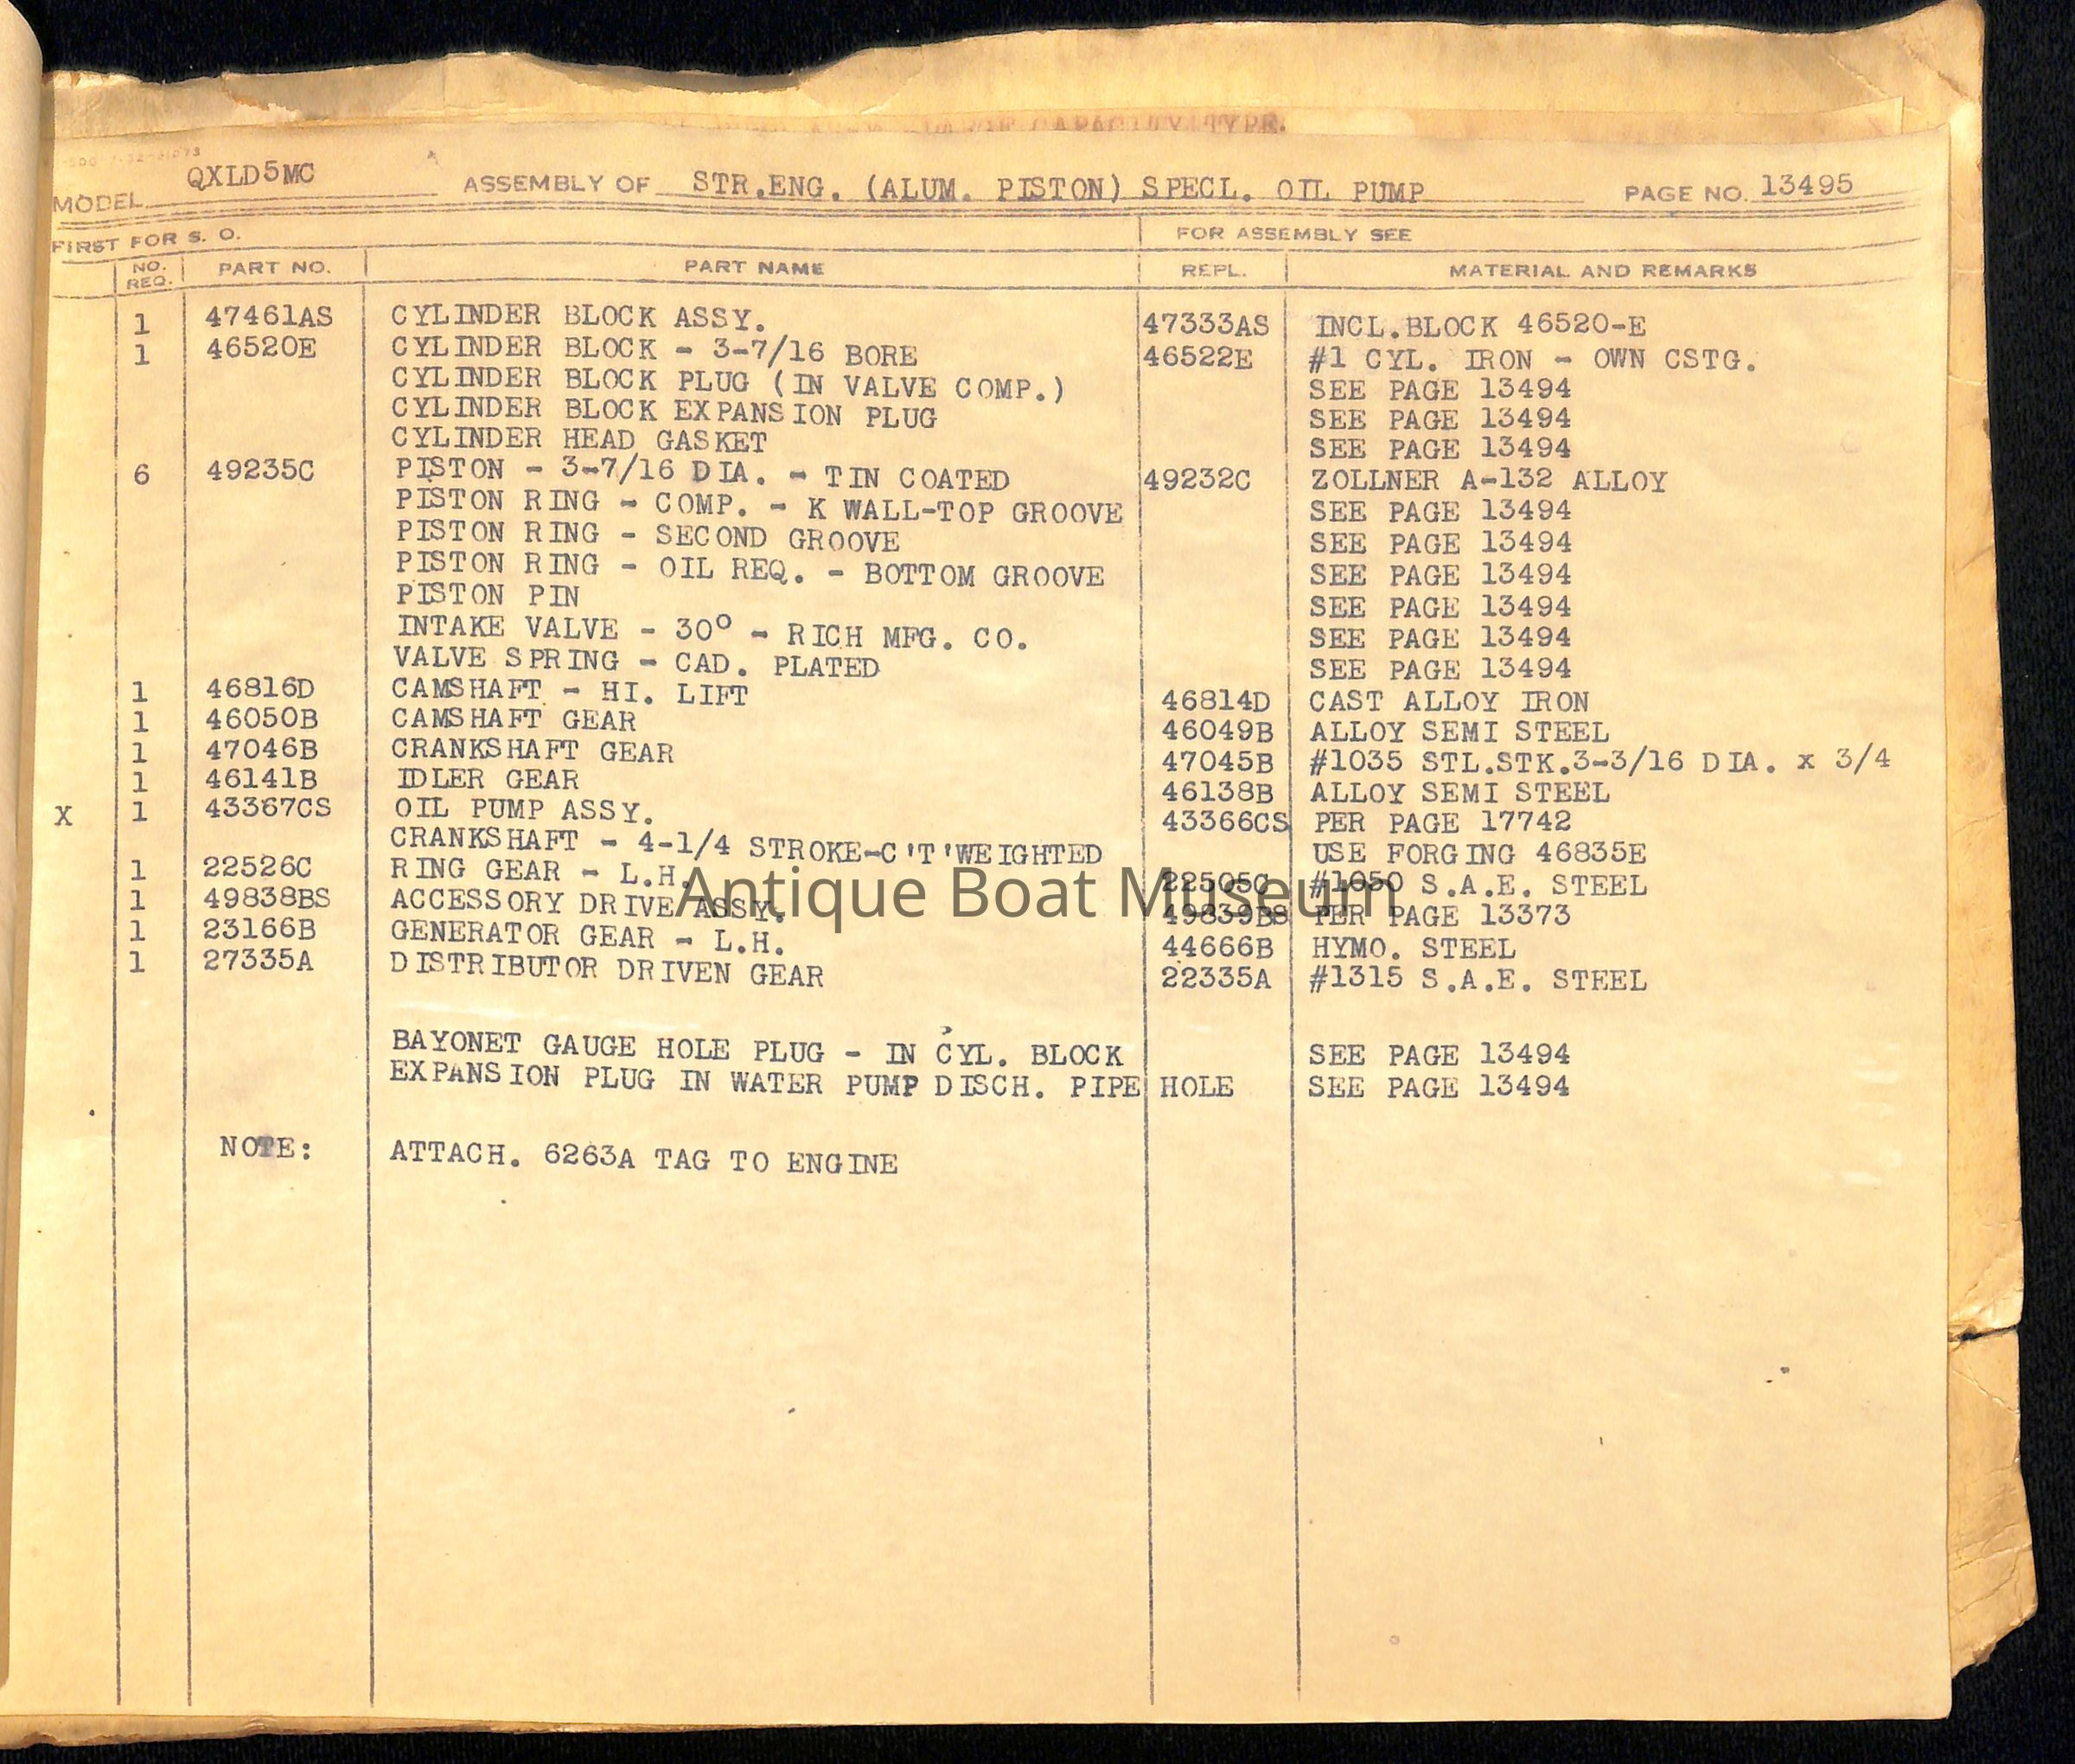 CAPACITY TYPE.
MODEL QXLD5MC ASSEMBLY OF STR.ENG. (ALUM. PISTON) SPECL. OIL PUMP PAGE NO. 13495
FIRST FOR S. O. FOR ASSEMBLY SEE
NO. REQ. PART NO. PART NAME REPL. MATERIAL AND REMARKS
1 47461AS CYLINDER BLOCK ASSY. 47333AS INCL.BLOCK 46520-E
1 46520E CYLINDER BLOCK - 3-7/16 BORE 46522E #1 CYL. IRON - OWN CSTG.
CYLINDER BLOCK PLUG (IN VALVE COMP.) SEE PAGE 13494
CYLINDER BLOCK EXPANSION PLUG SEE PAGE 13494
CYLINDER HEAD GASKET SEE PAGE 13494
6 49235C PISTON - 3-7/16 DIA. - TIN COATED 49232C ZOLLNER A-132 ALLOY
PISTON RING - COMP. - K WALL-TOP GROOVE SEE PAGE 13494
PISTON RING - SECOND GROOVE SEE PAGE 13494
PISTON RING - OIL REQ. - BOTTOM GROOVE SEE PAGE 13494
PISTON PIN SEE PAGE 13494
INTAKE VALVE - 30° - RICH MFG. CO. SEE PAGE 13494
VALVE SPRING - CAD. PLATED SEE PAGE 13494
1 46816D CAMSHAFT - HI. LIFT 46814D CAST ALLOY IRON
1 46050B CAMSHAFT GEAR 46049B ALLOY SEMI STEEL
1 47046B CRANKSHAFT GEAR 47045B #1035 STL.STK.3-3/16 DIA. x 3/4
1 46141B IDLER GEAR 46138B ALLOY SEMI STEEL
X 1 43367CS OIL PUMP ASSY. 43366CS PER PAGE 17742
CRANKSHAFT - 4-1/4 STROKE-C'T'WEIGHTED USE FORGING 46835E
1 22526C RING GEAR - L.H. 22505C #1050 S.A.E. STEEL
1 49838BS ACCESSORY DRIVE ASSY. 49839BS PER PAGE 13373
1 23166B GENERATOR GEAR - L.H. 44666B HYMO. STEEL
1 27335A DISTRIBUTOR DRIVEN GEAR 22335A #1315 S.A.E. STEEL
BAYONET GAUGE HOLE PLUG - IN CYL. BLOCK SEE PAGE 13494
EXPANSION PLUG IN WATER PUMP DISCH. PIPE HOLE SEE PAGE 13494
NOTE: ATTACH. 6263A TAG TO ENGINE
Antique Boat Museum